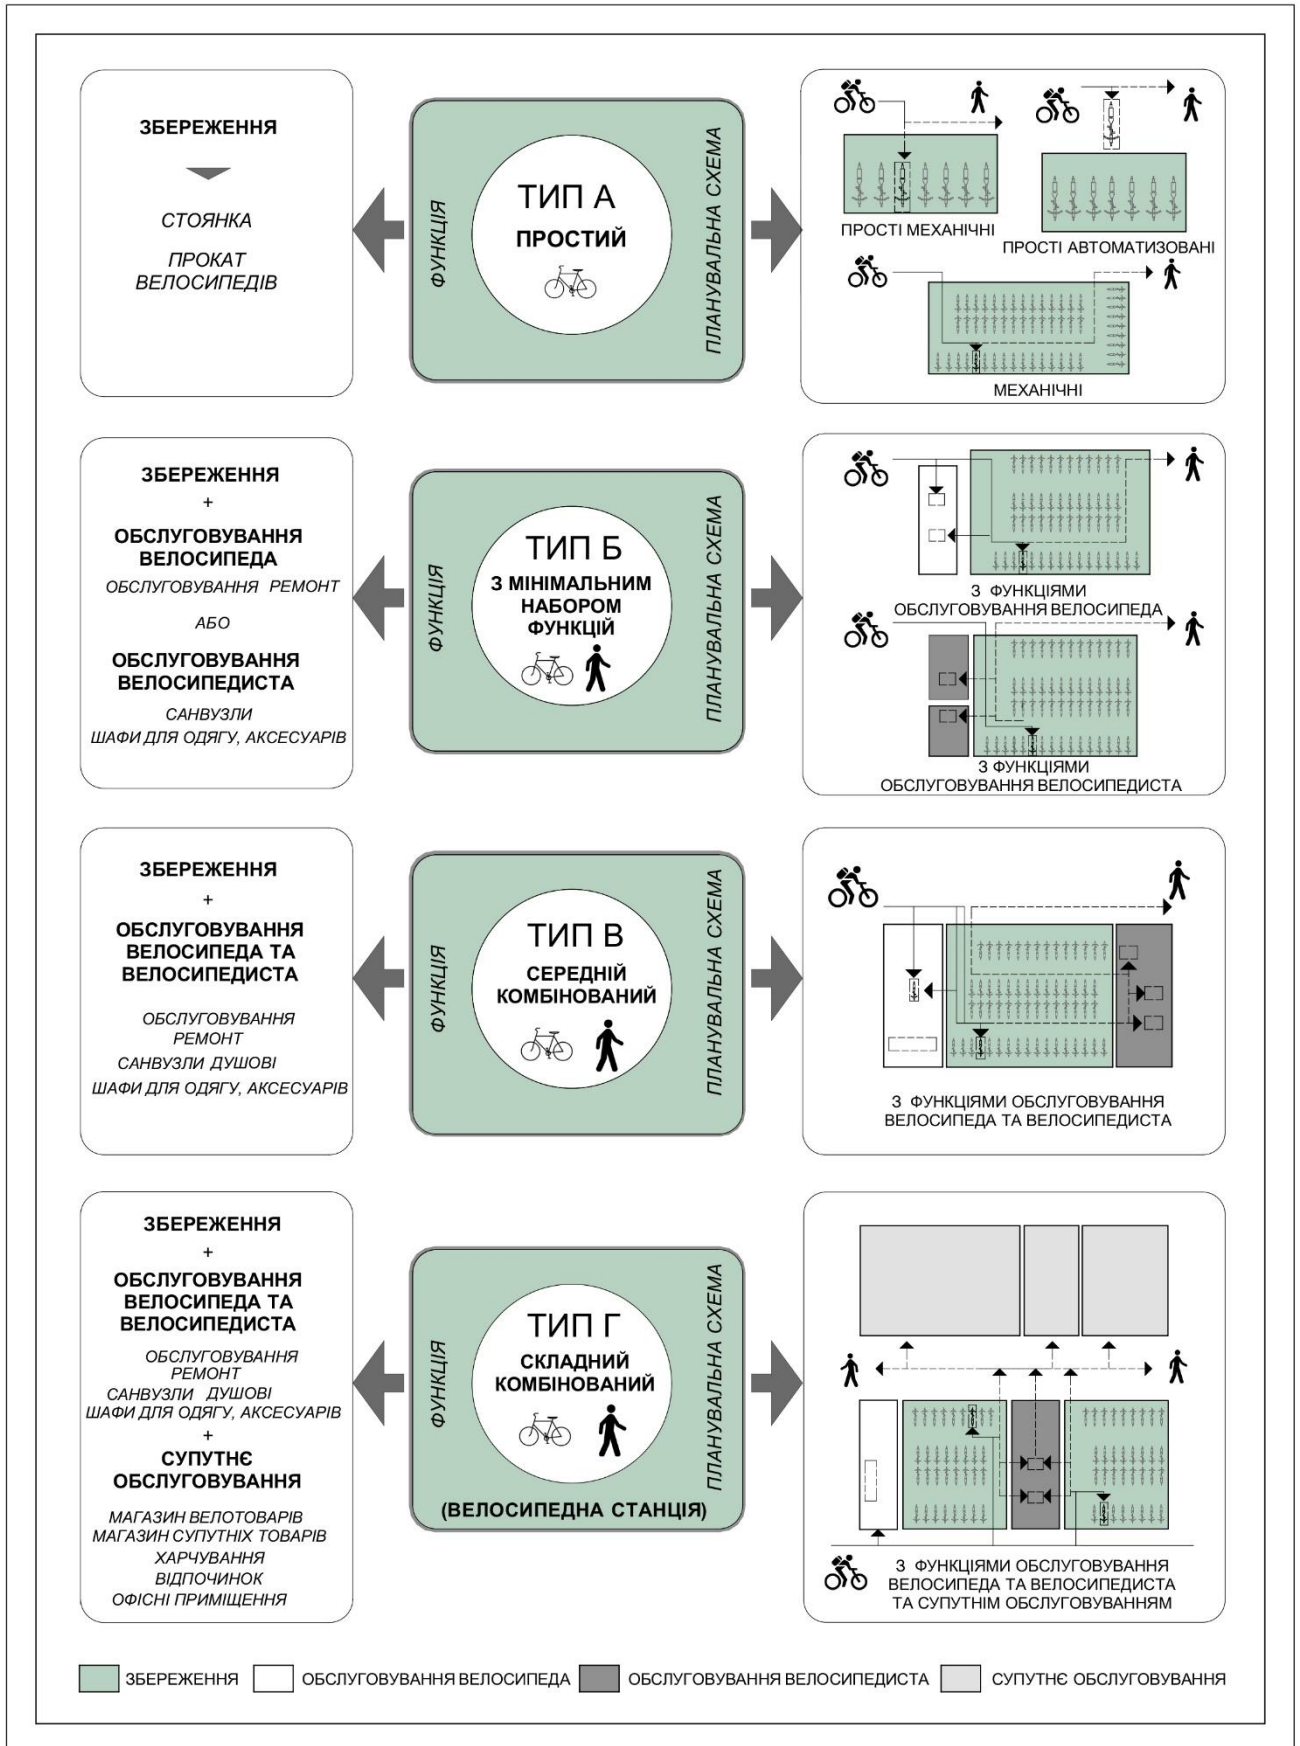 ЗБЕРЕЖЕННЯ
СТОЯНКА
ПРОКАТ
ВЕЛОСИПЕДІВ
ФУНКЦІЯ
ТИП А
ПРОСТИЙ
ПЛАНУВАЛЬНА СХЕМА
ПРОСТІ МЕХАНІЧНІ
ПРОСТІ АВТОМАТИЗОВАНІ
МЕХАНІЧНІ
ЗБЕРЕЖЕННЯ
+
ОБСЛУГОВУВАННЯ
ВЕЛОСИПЕДА
ОБСЛУГОВУВАННЯ РЕМОНТ
АБО
ОБСЛУГОВУВАННЯ
ВЕЛОСИПЕДИСТА
САНВУЗЛИ
ШАФИ ДЛЯ ОДЯГУ, АКСЕСУАРІВ
ФУНКЦІЯ
ТИП Б
З МІНІМАЛЬНИМ
НАБОРОМ
ФУНКЦІЙ
ПЛАНУВАЛЬНА СХЕМА
З ФУНКЦІЯМИ
ОБСЛУГОВУВАННЯ ВЕЛОСИПЕДА
З ФУНКЦІЯМИ
ОБСЛУГОВУВАННЯ ВЕЛОСИПЕДИСТА
ЗБЕРЕЖЕННЯ
+
ОБСЛУГОВУВАННЯ
ВЕЛОСИПЕДА ТА
ВЕЛОСИПЕДИСТА
ОБСЛУГОВУВАННЯ
РЕМОНТ
САНВУЗЛИ ДУШОВІ
ШАФИ ДЛЯ ОДЯГУ, АКСЕСУАРІВ
ФУНКЦІЯ
ТИП В
СЕРЕДНІЙ
КОМБІНОВАНИЙ
ПЛАНУВАЛЬНА СХЕМА
З ФУНКЦІЯМИ ОБСЛУГОВУВАННЯ
ВЕЛОСИПЕДА ТА ВЕЛОСИПЕДИСТА
ЗБЕРЕЖЕННЯ
+
ОБСЛУГОВУВАННЯ
ВЕЛОСИПЕДА ТА
ВЕЛОСИПЕДИСТА
ОБСЛУГОВУВАННЯ
РЕМОНТ
САНВУЗЛИ ДУШОВІ
ШАФИ ДЛЯ ОДЯГУ, АКСЕСУАРІВ
+
СУПУТНЄ
ОБСЛУГОВУВАННЯ
МАГАЗИН ВЕЛОТОВАРІВ
МАГАЗИН СУПУТНІХ ТОВАРІВ
ХАРЧУВАННЯ
ВІДПОЧИНОК
ОФІСНІ ПРИМІЩЕННЯ
ФУНКЦІЯ
ТИП Г
СКЛАДНИЙ
КОМБІНОВАНИЙ
(ВЕЛОСИПЕДНА СТАНЦІЯ)
ПЛАНУВАЛЬНА СХЕМА
З ФУНКЦІЯМИ ОБСЛУГОВУВАННЯ
ВЕЛОСИПЕДА ТА ВЕЛОСИПЕДИСТА
ТА СУПУТНІМ ОБСЛУГОВУВАННЯМ
ЗБЕРЕЖЕННЯ
ОБСЛУГОВУВАННЯ ВЕЛОСИПЕДА
ОБСЛУГОВУВАННЯ ВЕЛОСИПЕДИСТА
СУПУТНЄ ОБСЛУГОВУВАННЯ